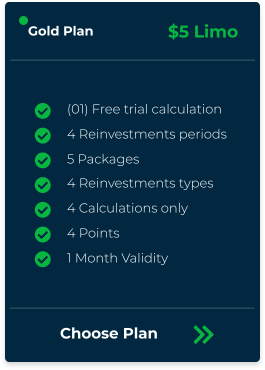 Gold Plan
$5 Limo
(01) Free trial calculation
4 Reinvestments periods
5 Packages
4 Reinvestments types
4 Calculations only
4 Points
1 Month Validity
Choose Plan